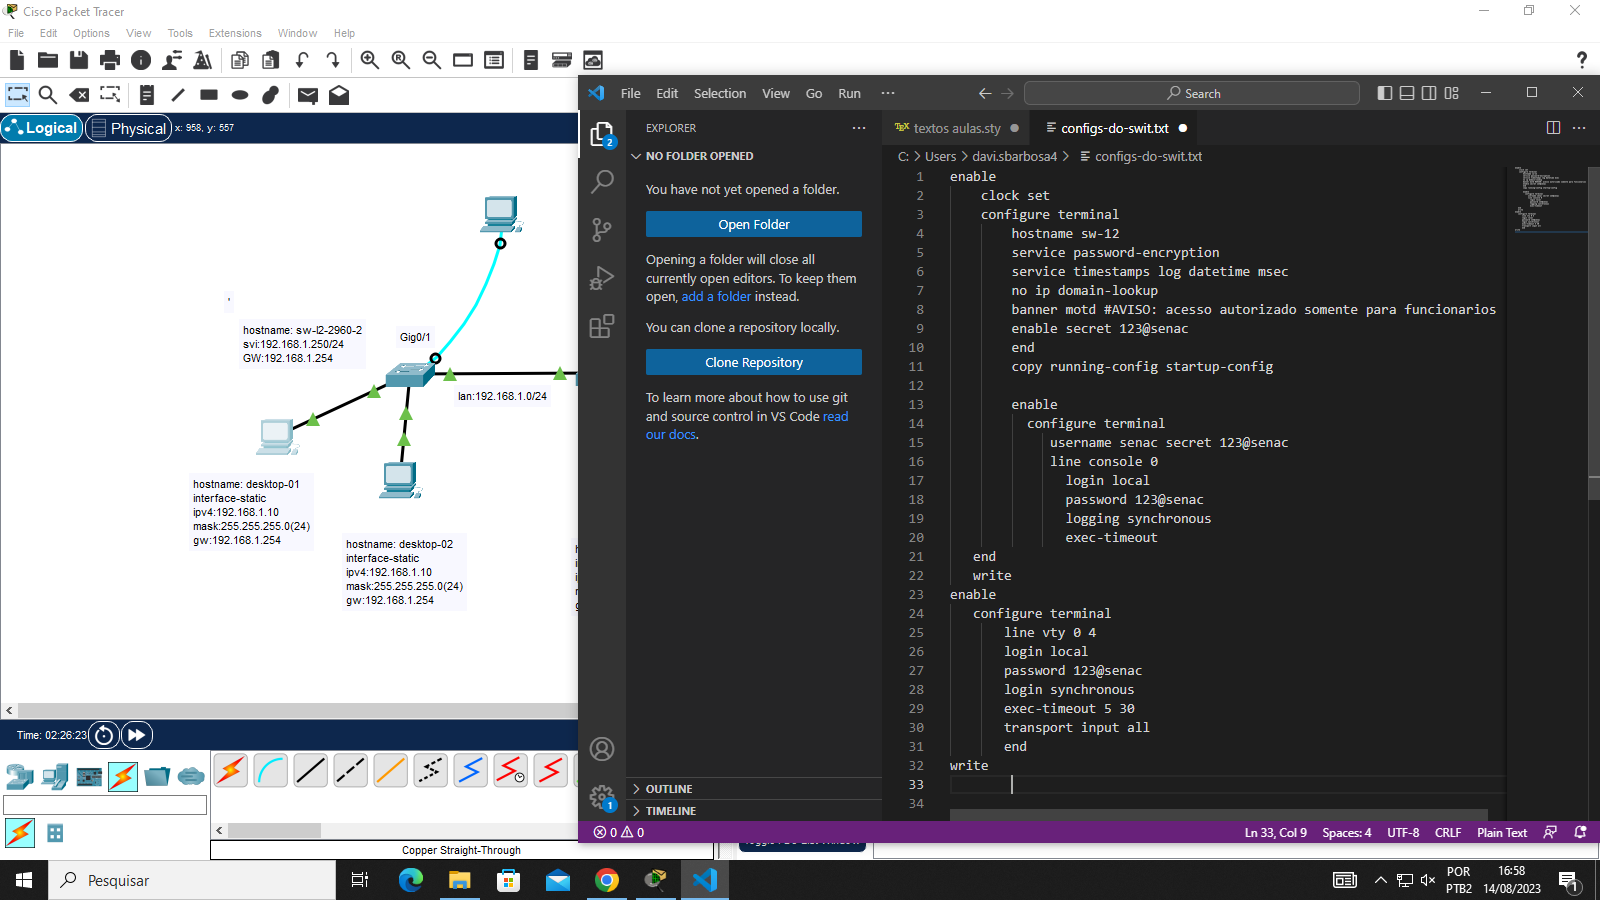 Cisco Packet Tracer
File Edit Options View Tools Extensions Window Help
Logical Physical x: 958, y: 557
hostname: sw-l2-2960-2
svi:192.168.1.250/24
GW:192.168.1.254
Gig0/1
lan:192.168.1.0/24
hostname: desktop-01
interface-static
ipv4:192.168.1.10
mask:255.255.255.0(24)
gw:192.168.1.254
hostname: desktop-02
interface-static
ipv4:192.168.1.10
mask:255.255.255.0(24)
gw:192.168.1.254
Time: 02:26:23
Copper Straight-Through
File Edit Selection View Go Run ··· Search
EXPLORER ···
NO FOLDER OPENED
You have not yet opened a folder.
Open Folder
Opening a folder will close all
currently open editors. To keep them
open, add a folder instead.
You can clone a repository locally.
Clone Repository
To learn more about how to use git
and source control in VS Code read
our docs.
OUTLINE
TIMELINE
2
1
textos aulas.sty configs-do-swit.txt
C: > Users > davi.sbarbosa4 > configs-do-swit.txt
1 enable
2 clock set
3 configure terminal
4 hostname sw-12
5 service password-encryption
6 service timestamps log datetime msec
7 no ip domain-lookup
8 banner motd #AVISO: acesso autorizado somente para funcionarios
9 enable secret 123@senac
10 end
11 copy running-config startup-config
12
13 enable
14 configure terminal
15 username senac secret 123@senac
16 line console 0
17 login local
18 password 123@senac
19 logging synchronous
20 exec-timeout
21 end
22 write
23 enable
24 configure terminal
25 line vty 0 4
26 login local
27 password 123@senac
28 login synchronous
29 exec-timeout 5 30
30 transport input all
31 end
32 write
33
34
0 0 Ln 33, Col 9 Spaces: 4 UTF-8 CRLF Plain Text
Pesquisar
POR
PTB2
16:58
14/08/2023
1